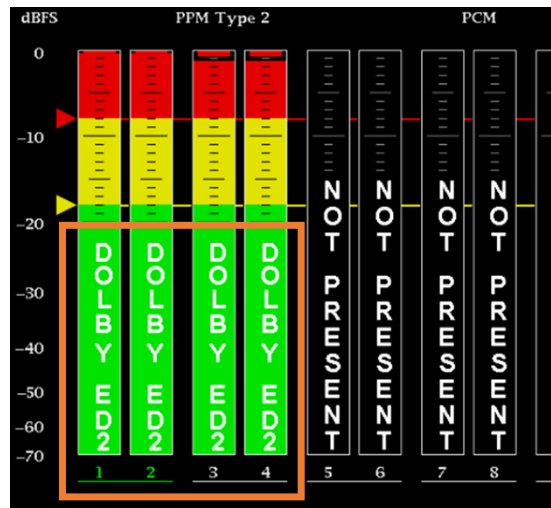 dBFS PPM Type 2 PCM
0
-10
-20
-30
-40
-50
-60
-70
DOLBY ED2
DOLBY ED2
DOLBY ED2
DOLBY ED2
NOT PRESENT
NOT PRESENT
NOT PRESENT
NOT PRESENT
1 2 3 4 5 6 7 8